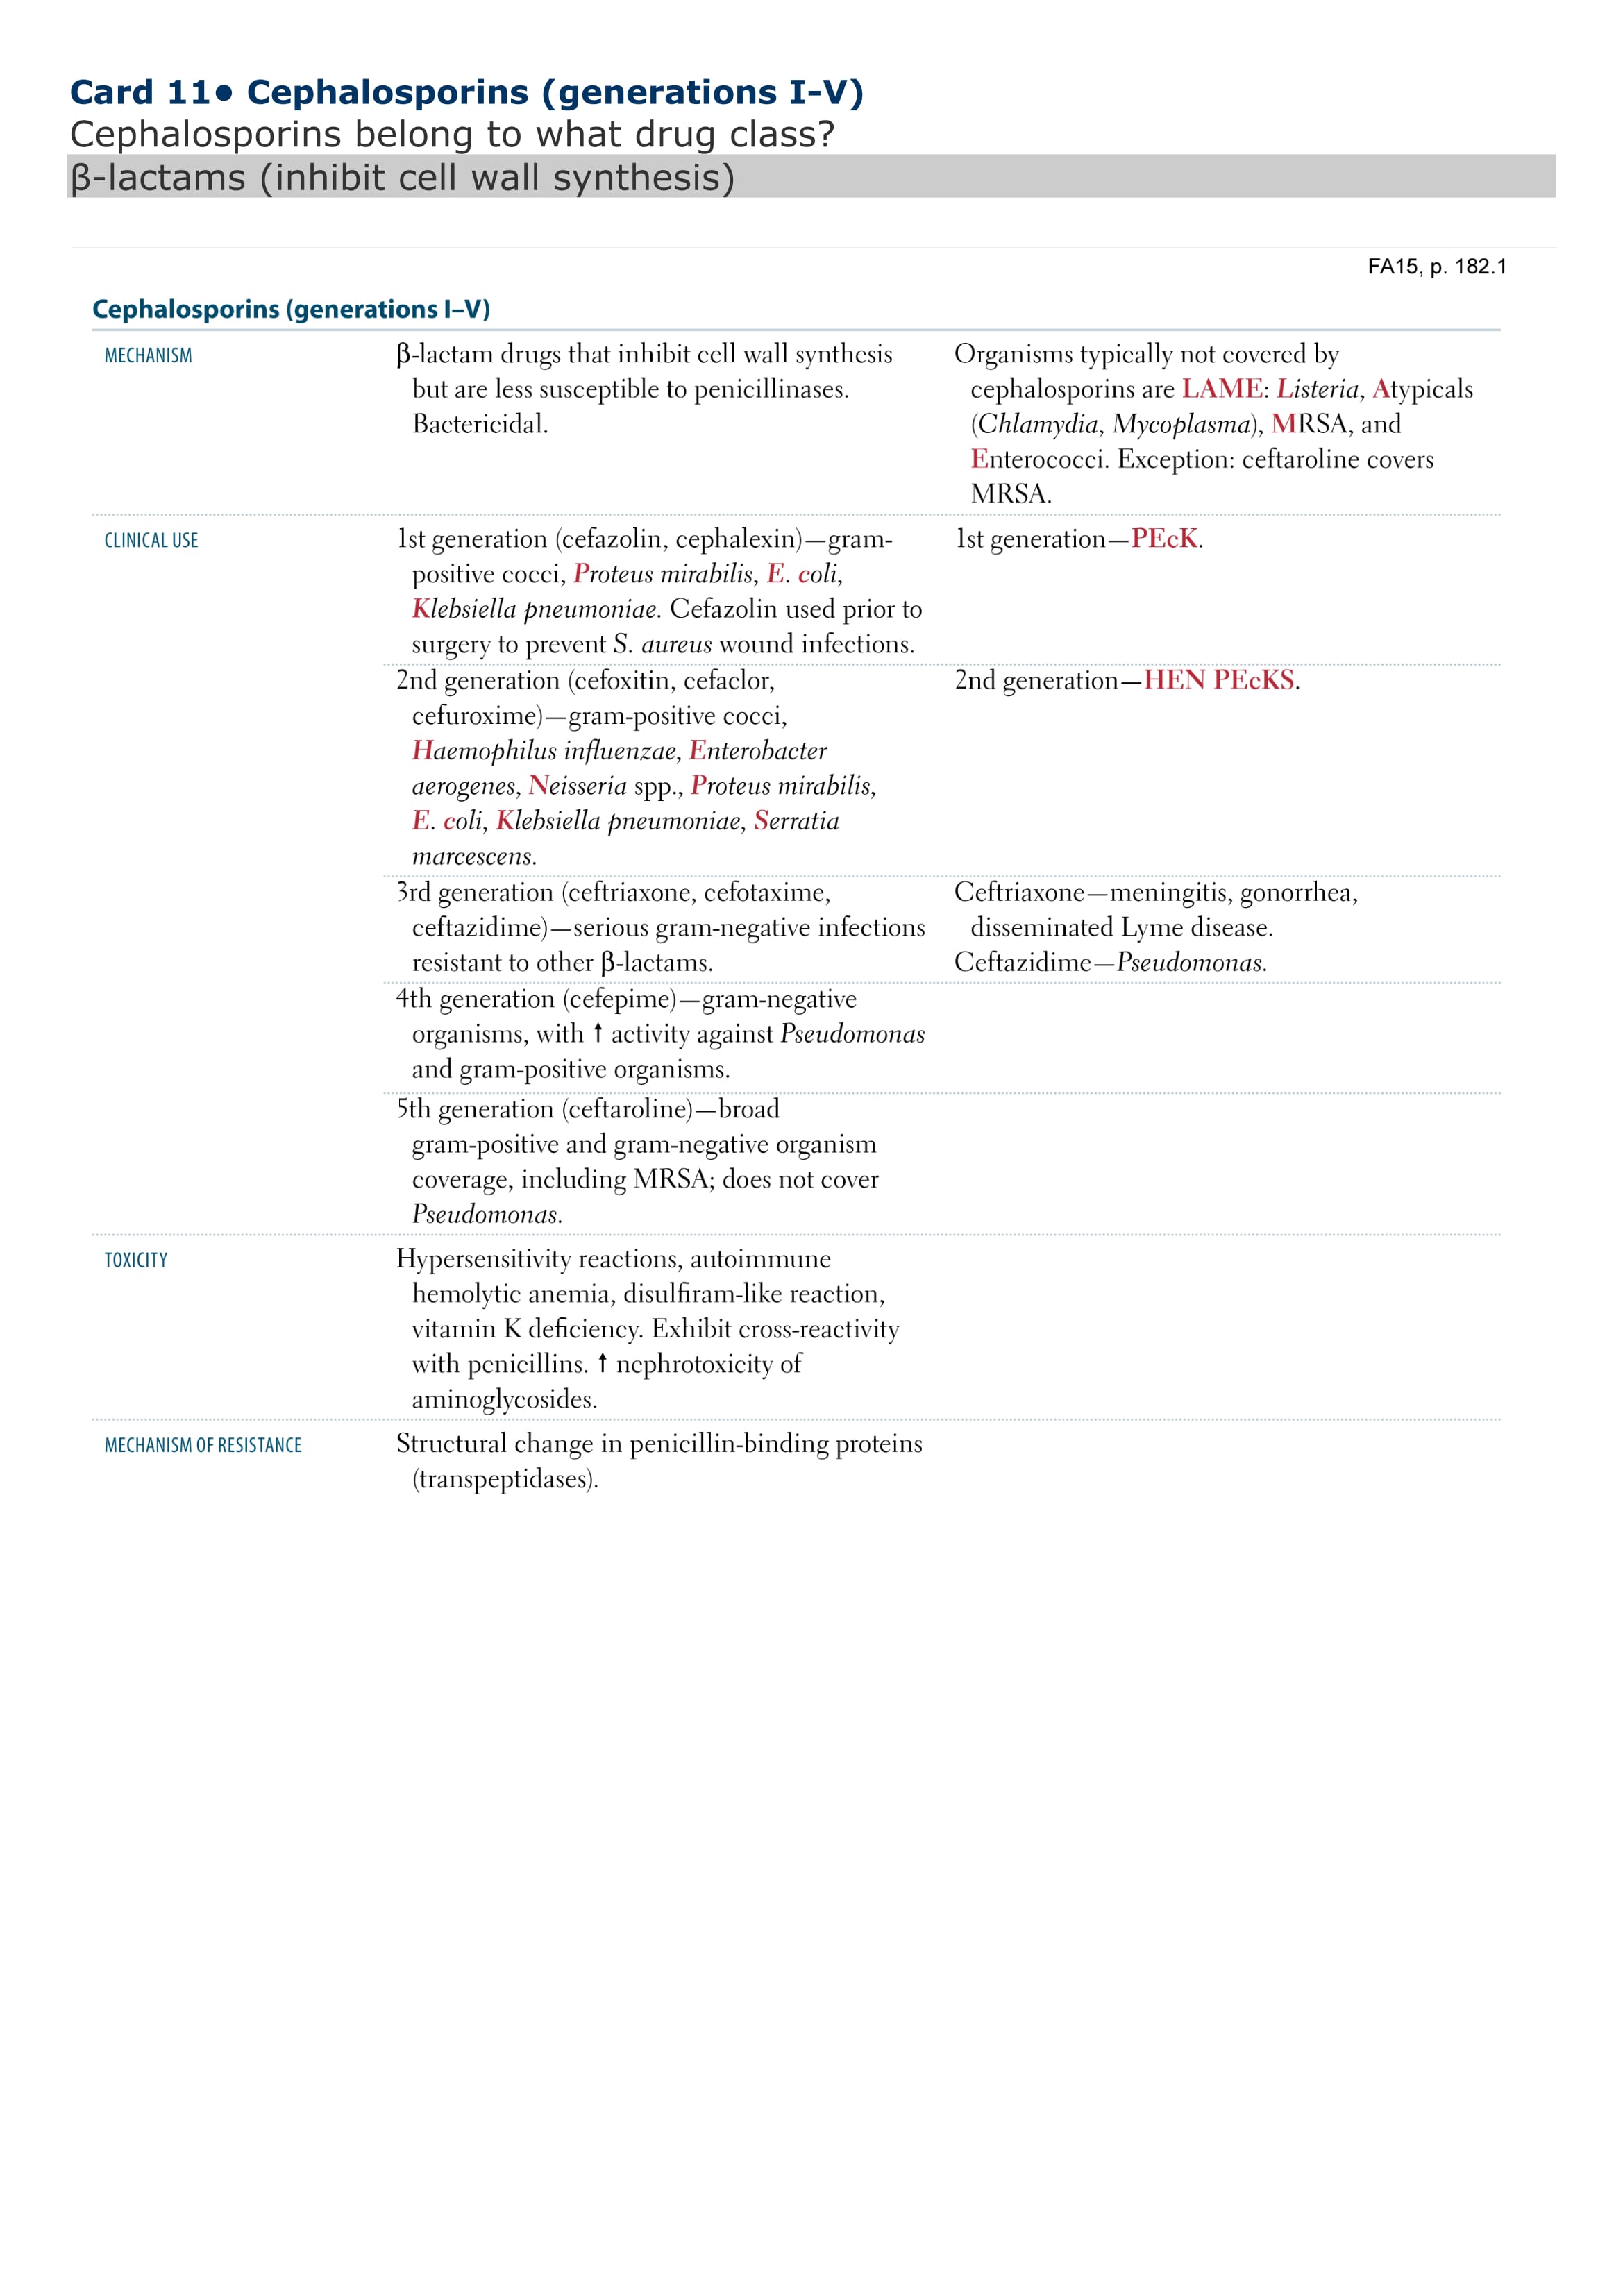 Card 11● Cephalosporins (generations I-V)
Cephalosporins belong to what drug class?
β-lactams (inhibit cell wall synthesis)
FA15, p. 182.1
Cephalosporins (generations I–V)
MECHANISM
β-lactam drugs that inhibit cell wall synthesis
but are less susceptible to penicillinases.
Bactericidal.
Organisms typically not covered by
cephalosporins are LAME: Listeria, Atypicals
(Chlamydia, Mycoplasma), MRSA, and
Enterococci. Exception: ceftaroline covers
MRSA.
CLINICAL USE
1st generation (cefazolin, cephalexin)—gram-
positive cocci, Proteus mirabilis, E. coli,
Klebsiella pneumoniae. Cefazolin used prior to
surgery to prevent S. aureus wound infections.
1st generation—PEcK.
2nd generation (cefoxitin, cefaclor,
cefuroxime)—gram-positive cocci,
Haemophilus influenzae, Enterobacter
aerogenes, Neisseria spp., Proteus mirabilis,
E. coli, Klebsiella pneumoniae, Serratia
marcescens.
2nd generation—HEN PEcKS.
3rd generation (ceftriaxone, cefotaxime,
ceftazidime)—serious gram-negative infections
resistant to other β-lactams.
Ceftriaxone—meningitis, gonorrhea,
disseminated Lyme disease.
Ceftazidime—Pseudomonas.
4th generation (cefepime)—gram-negative
organisms, with ↑ activity against Pseudomonas
and gram-positive organisms.
5th generation (ceftaroline)—broad
gram-positive and gram-negative organism
coverage, including MRSA; does not cover
Pseudomonas.
TOXICITY
Hypersensitivity reactions, autoimmune
hemolytic anemia, disulfiram-like reaction,
vitamin K deficiency. Exhibit cross-reactivity
with penicillins. ↑ nephrotoxicity of
aminoglycosides.
MECHANISM OF RESISTANCE
Structural change in penicillin-binding proteins
(transpeptidases).